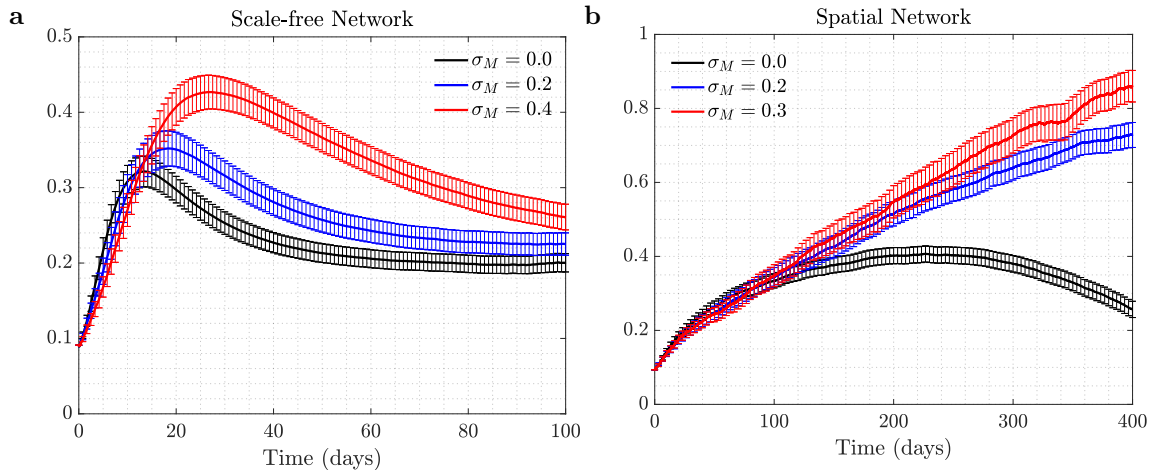 a
Scale-free Network
0.5
0.4
0.3
0.2
0.1
0
σ_M = 0.0
σ_M = 0.2
σ_M = 0.4
0 20 40 60 80 100
Time (days)
b
Spatial Network
1
0.8
0.6
0.4
0.2
0
σ_M = 0.0
σ_M = 0.2
σ_M = 0.3
0 100 200 300 400
Time (days)